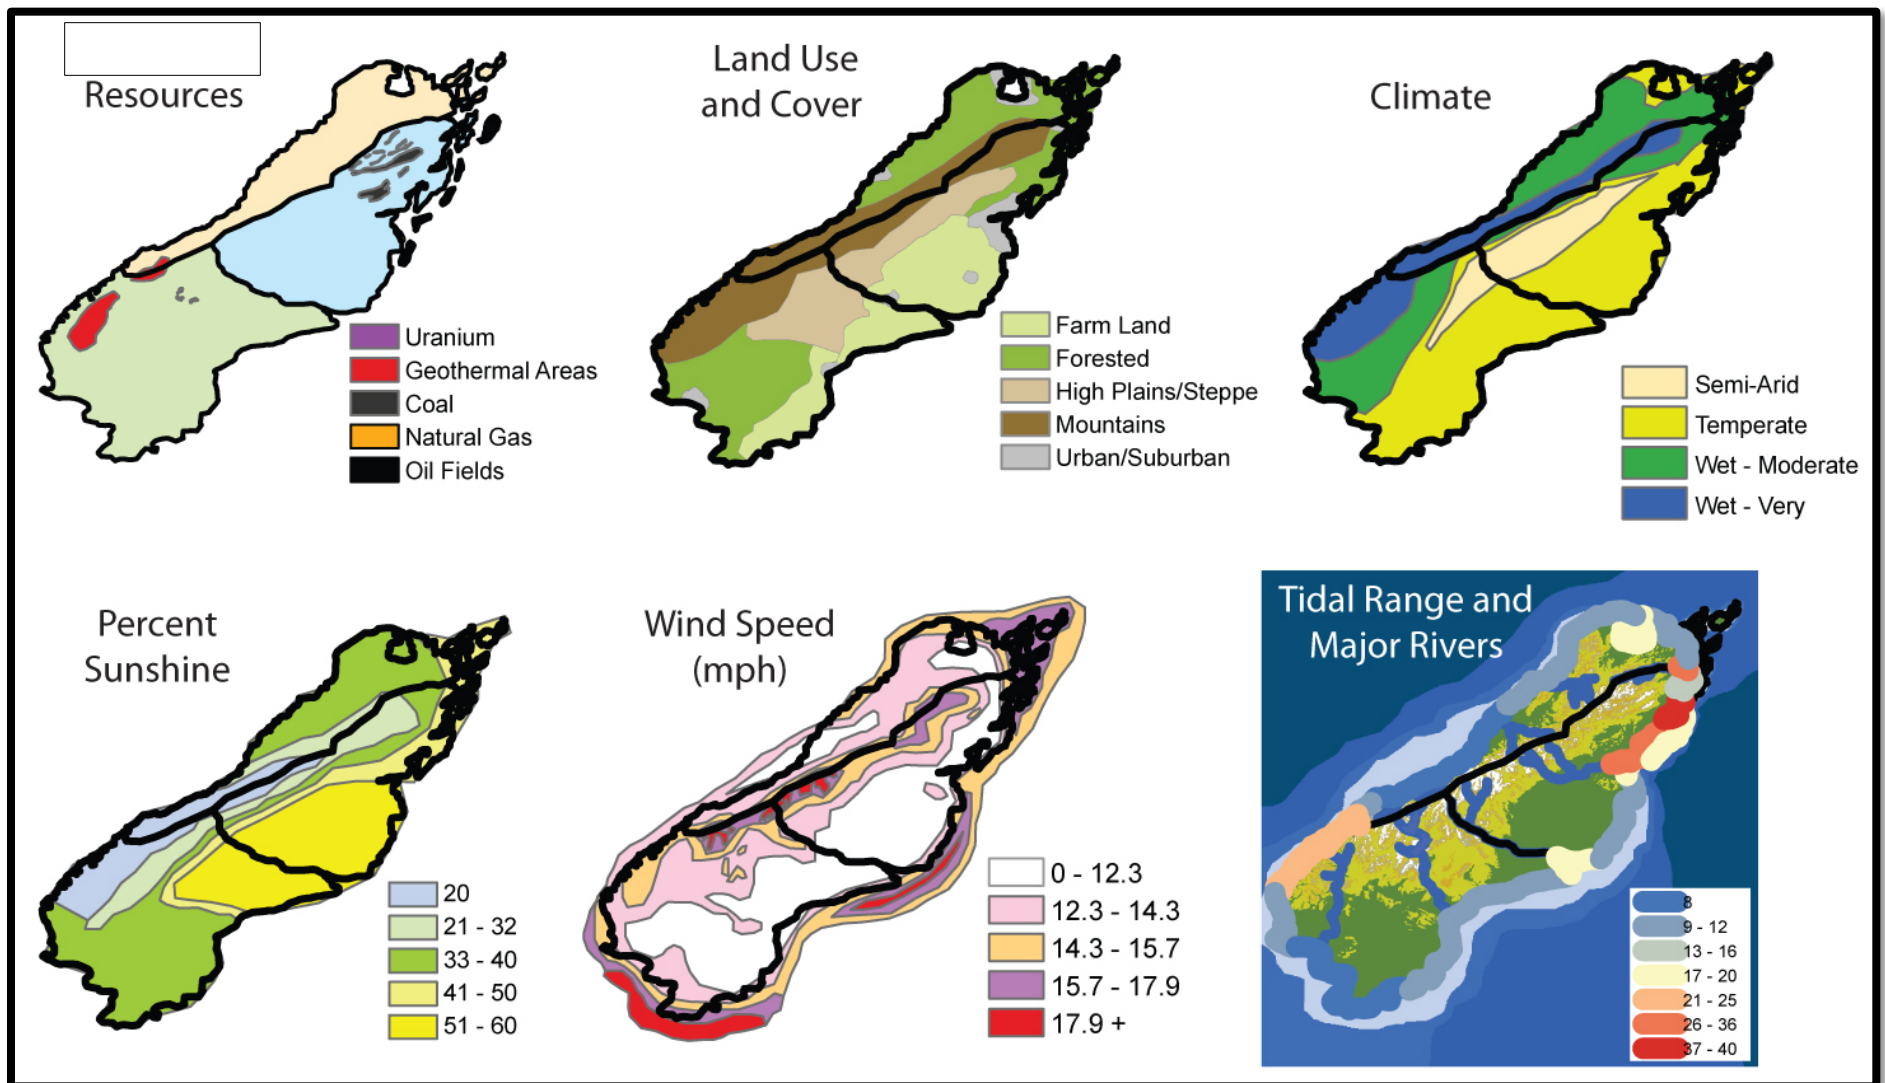 Resources
Uranium
Geothermal Areas
Coal
Natural Gas
Oil Fields
Land Use
and Cover
Farm Land
Forested
High Plains/Steppe
Mountains
Urban/Suburban
Climate
Semi-Arid
Temperate
Wet - Moderate
Wet - Very
Percent
Sunshine
20
21 - 32
33 - 40
41 - 50
51 - 60
Wind Speed
(mph)
0 - 12.3
12.3 - 14.3
14.3 - 15.7
15.7 - 17.9
17.9 +
Tidal Range and
Major Rivers
8
9 - 12
13 - 16
17 - 20
21 - 25
26 - 36
37 - 40